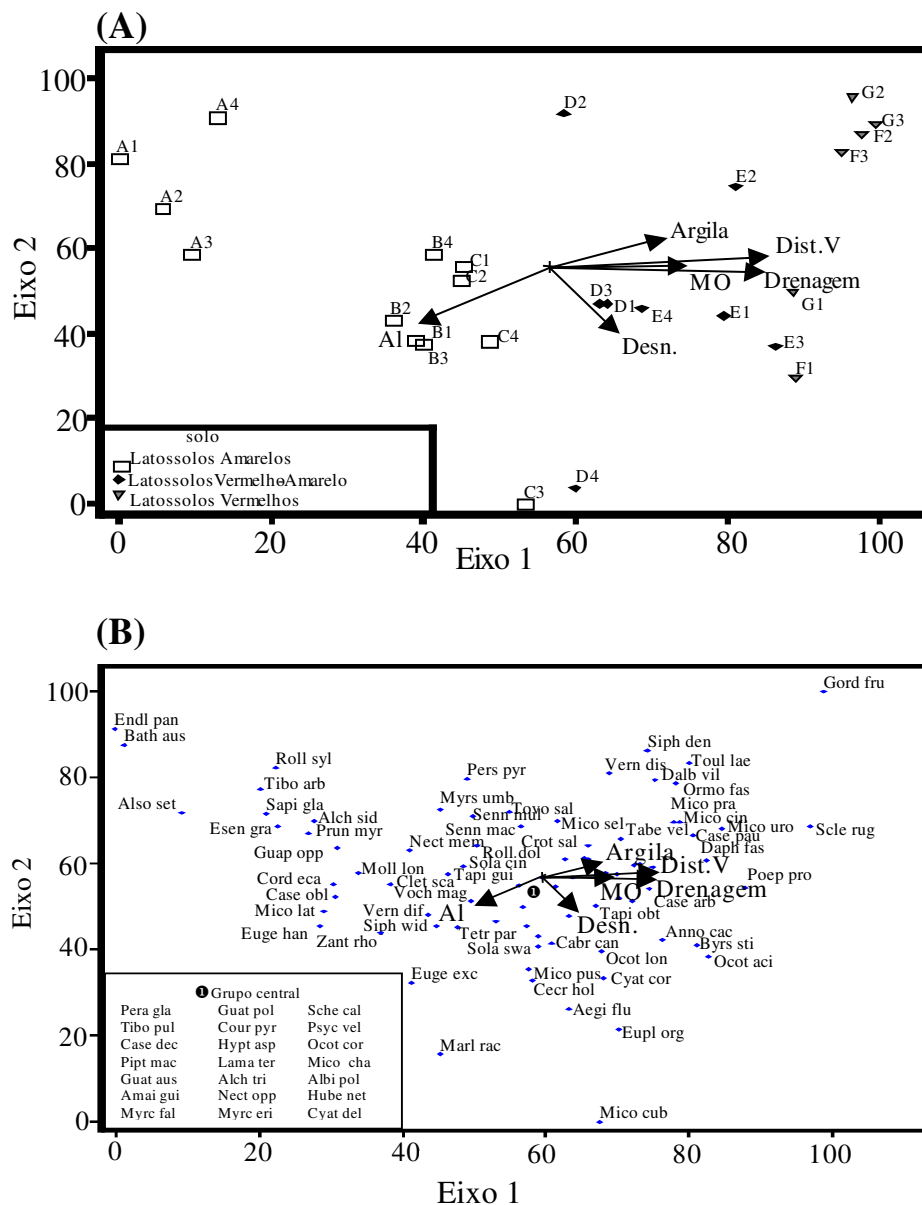 (A)
100
80
60
40
20
0
Eixo 2
A1
A4
A2
A3
B4
C1
C2
B2
B1
B3
Al
C4
D2
G2
G3
F2
F3
E2
Argila
Dist.V
MO
Drenagem
D3
D1
E4
E1
G1
Desn.
E3
F1
C3
D4
solo
Latossolos Amarelos
Latossolos Vermelho-Amarelo
Latossolos Vermelhos
0 20 40 60 80 100
Eixo 1
(B)
100
80
60
40
20
0
Eixo 2
Gord fru
Endl pan
Bath aus
Siph den
Roll syl
Vern dis
Toul lae
Pers pyr
Dalb vil
Tibo arb
Ormo fas
Also set
Sapi gla
Myrs umb
Tovo sal
Mico pra
Alch sid
Senn mul
Mico cin
Esen gra
Prun myr
Senn mac
Mico sel
Tabe vel
Mico uro
Scle rug
Nect mem
Crot sal
Case pau
Guap opp
Roll.dol
Argila
Daph fas
Moll lon
Sola cin
Dist.V
Cord eca
Clet sca
Tapi gui
MO
Drenagem
Poep pro
Case obl
Voch mag
❶
Case arb
Mico lat
Vern dif
Al
Desn.
Tapi obt
Euge han
Siph wid
Tetr par
Anno cac
Zant rho
Sola swa
Cabr can
Byrs sti
Ocot lon
Ocot aci
Euge exc
Mico pus
Cyat cor
Cecr hol
Aegi flu
Marl rac
Eupl org
Mico cub
❶ Grupo central
Pera gla Guat pol Sche cal
Tibo pul Cour pyr Psyc vel
Case dec Hypt asp Ocot cor
Pipt mac Lama ter Mico cha
Guat aus Alch tri Albi pol
Amai gui Nect opp Hube net
Myrc fal Myrc eri Cyat del
0 20 40 60 80 100
Eixo 1